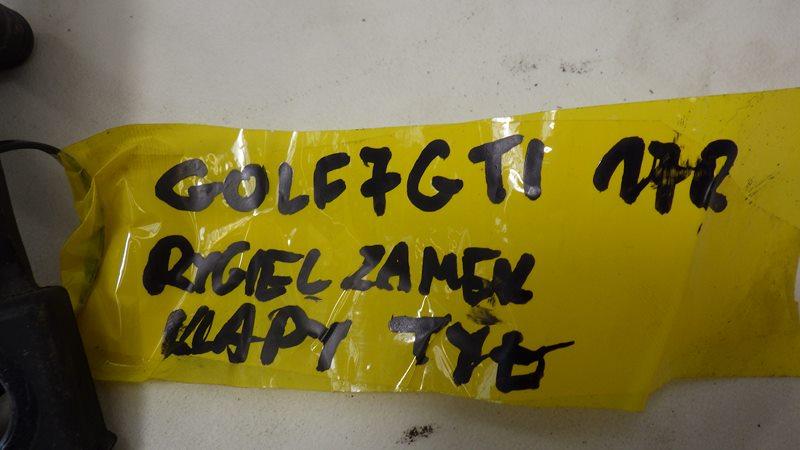 GOLF7GTI 17R
RYGIEL ZAMEK
KLAPY TYŁ